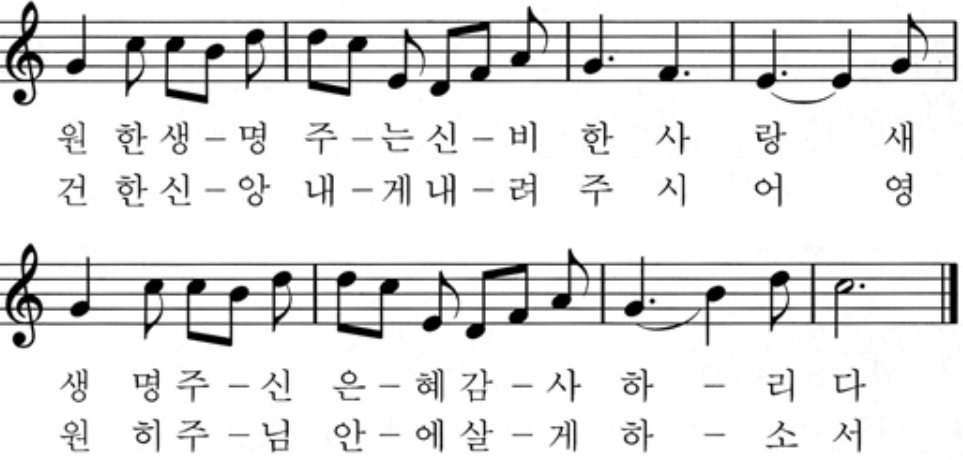 원 한 생 – 명 주 – 는 신 – 비 한 사 랑 새
건 한 신 – 앙 내 – 게 내 – 려 주 시 어 영
생 명 주 – 신 은 – 혜 감 – 사 하 – 리 다
원 히 주 – 님 안 – 에 살 – 게 하 – 소 서